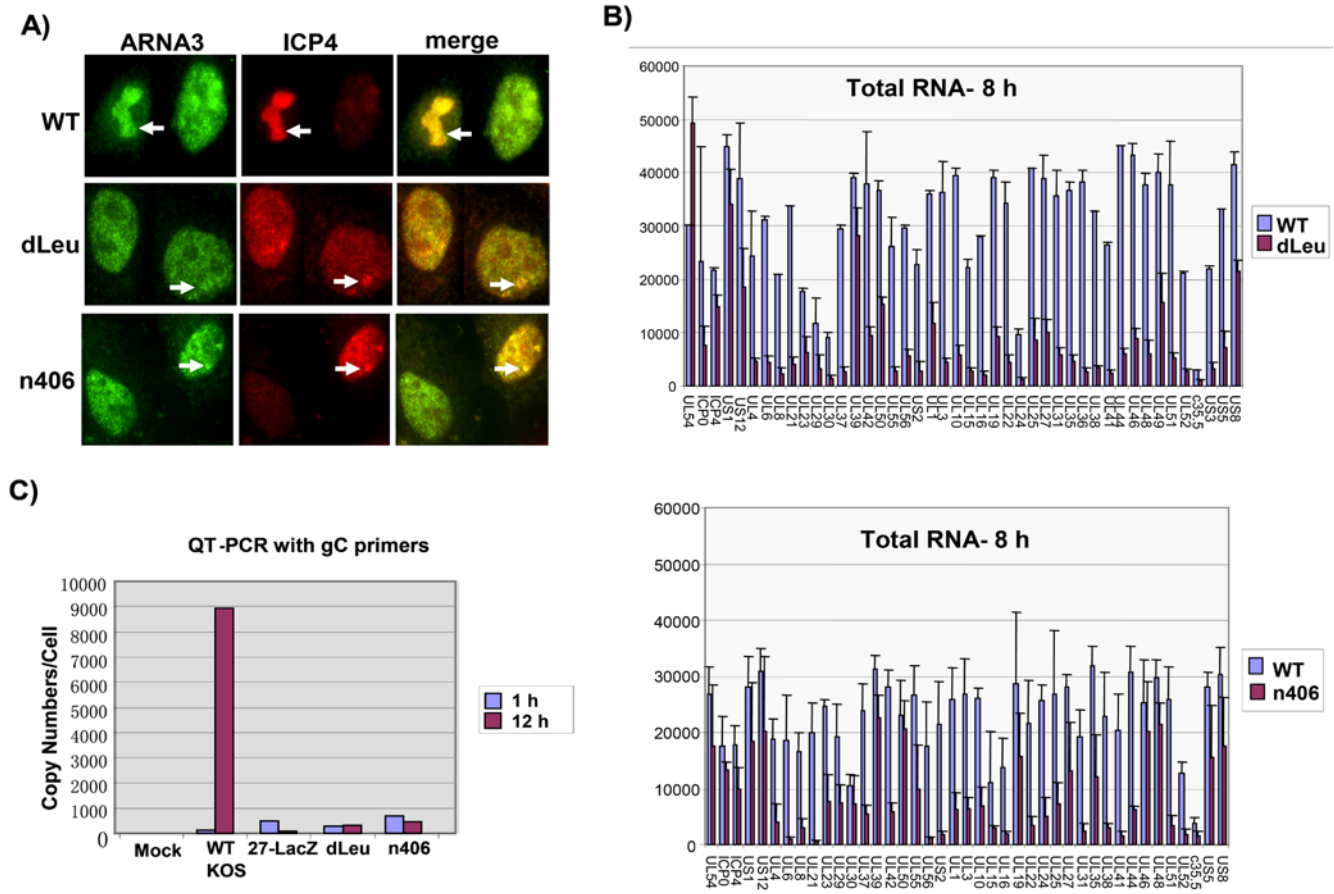 A)
ARNA3 ICP4 merge
WT
dLeu
n406
B)
Total RNA- 8 h
60000
50000
40000
30000
20000
10000
0
UL54 ICP0 ICP4 US1 US12 UL4 UL6 UL8 UL21 UL23 UL29 UL30 UL37 UL39 UL42 UL50 UL55 UL56 US2 UL1 UL3 UL10 UL15 UL16 UL19 UL22 UL24 UL25 UL27 UL31 UL35 UL36 UL38 UL41 UL44 UL46 UL48 UL49 UL51 UL52 c35.5 US3 US5 US8
WT
dLeu
C)
QT-PCR with gC primers
Copy Numbers/Cell
10000
9000
8000
7000
6000
5000
4000
3000
2000
1000
0
Mock WT KOS 27-LacZ dLeu n406
1 h
12 h
Total RNA- 8 h
60000
50000
40000
30000
20000
10000
0
UL54 ICP0 ICP4 US1 US12 UL4 UL6 UL8 UL21 UL23 UL29 UL30 UL37 UL39 UL42 UL50 UL55 UL56 US2 UL1 UL3 UL10 UL15 UL16 UL19 UL22 UL24 UL25 UL27 UL31 UL38 UL38 UL41 UL44 UL46 UL48 UL51 UL52 c35.5 US5 US8
WT
n406